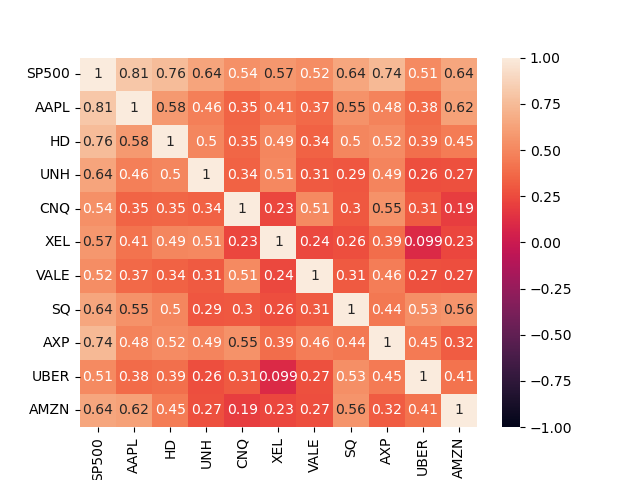 SP500 1 0.81 0.76 0.64 0.54 0.57 0.52 0.64 0.74 0.51 0.64
AAPL 0.81 1 0.58 0.46 0.35 0.41 0.37 0.55 0.48 0.38 0.62
HD 0.76 0.58 1 0.5 0.35 0.49 0.34 0.5 0.52 0.39 0.45
UNH 0.64 0.46 0.5 1 0.34 0.51 0.31 0.29 0.49 0.26 0.27
CNQ 0.54 0.35 0.35 0.34 1 0.23 0.51 0.3 0.55 0.31 0.19
XEL 0.57 0.41 0.49 0.51 0.23 1 0.24 0.26 0.39 0.099 0.23
VALE 0.52 0.37 0.34 0.31 0.51 0.24 1 0.31 0.46 0.27 0.27
SQ 0.64 0.55 0.5 0.29 0.3 0.26 0.31 1 0.44 0.53 0.56
AXP 0.74 0.48 0.52 0.49 0.55 0.39 0.46 0.44 1 0.45 0.32
UBER 0.51 0.38 0.39 0.26 0.31 0.099 0.27 0.53 0.45 1 0.41
AMZN 0.64 0.62 0.45 0.27 0.19 0.23 0.27 0.56 0.32 0.41 1
SP500 AAPL HD UNH CNQ XEL VALE SQ AXP UBER AMZN
1.00
0.75
0.50
0.25
0.00
−0.25
−0.50
−0.75
−1.00